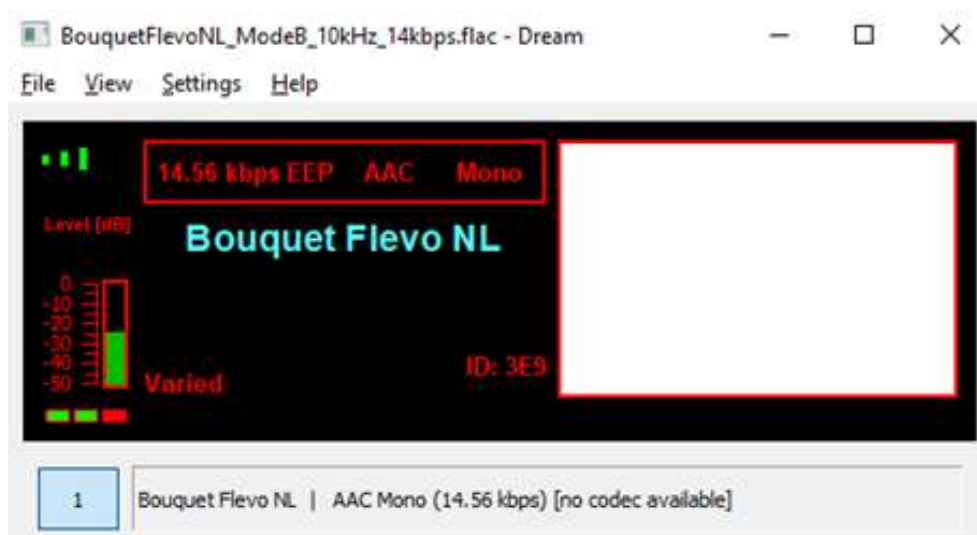 BouquetFlevoNL_ModeB_10kHz_14kbps.flac - Dream
File View Settings Help
14.56 kbps EEP AAC Mono
Level [dB]
Bouquet Flevo NL
0
-10
-20
-30
-40
-50
Varied
ID: 3E9
1
Bouquet Flevo NL | AAC Mono (14.56 kbps) [no codec available]